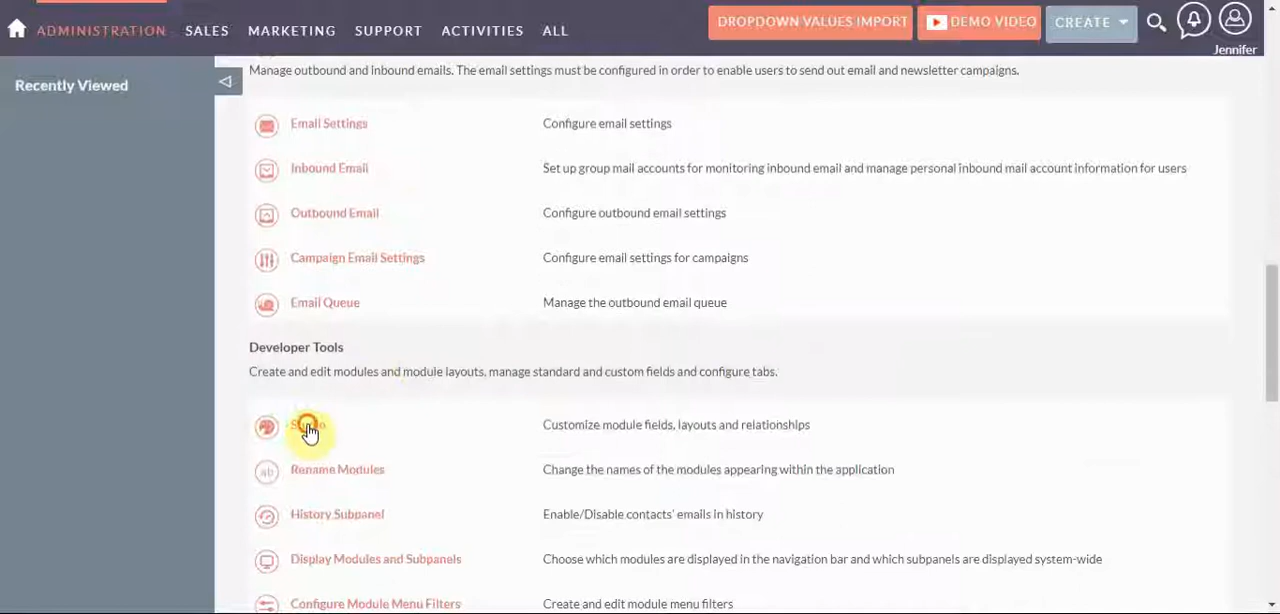 ADMINISTRATION SALES MARKETING SUPPORT ACTIVITIES ALL DROPDOWN VALUES IMPORT DEMO VIDEO CREATE
Jennifer
Recently Viewed
Manage outbound and inbound emails. The email settings must be configured in order to enable users to send out email and newsletter campaigns.
Email Settings Configure email settings
Inbound Email Set up group mail accounts for monitoring inbound email and manage personal inbound mail account information for users
Outbound Email Configure outbound email settings
Campaign Email Settings Configure email settings for campaigns
Email Queue Manage the outbound email queue
Developer Tools
Create and edit modules and module layouts, manage standard and custom fields and configure tabs.
Customize module fields, layouts and relationships
ab Rename Modules Change the names of the modules appearing within the application
History Subpanel Enable/Disable contacts' emails in history
Display Modules and Subpanels Choose which modules are displayed in the navigation bar and which subpanels are displayed system-wide
Configure Module Menu Filters Create and edit module menu filters